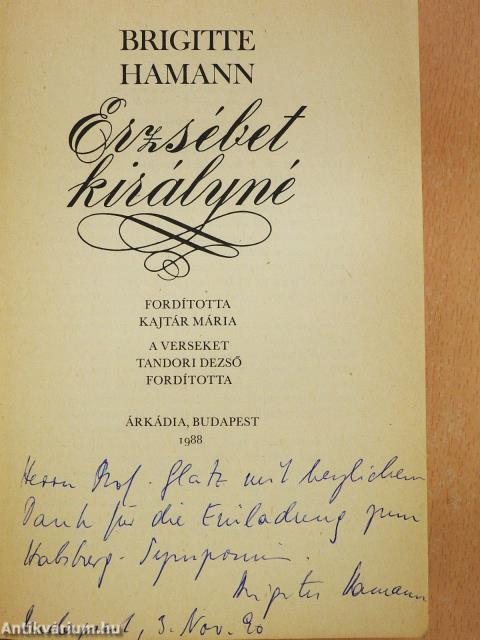 BRIGITTE
HAMANN
Erzsébet
királyné
FORDÍTOTTA
KAJTÁR MÁRIA
A VERSEKET
TANDORI DEZSŐ
FORDÍTOTTA
ÁRKÁDIA, BUDAPEST
1988
Herrn Prof. Glatz mit herzlichem
Dank für die Einladung zum
Habsburg-Symposium.
Brigitte Hamann
3. Nov. 90
Antikvárium.hu